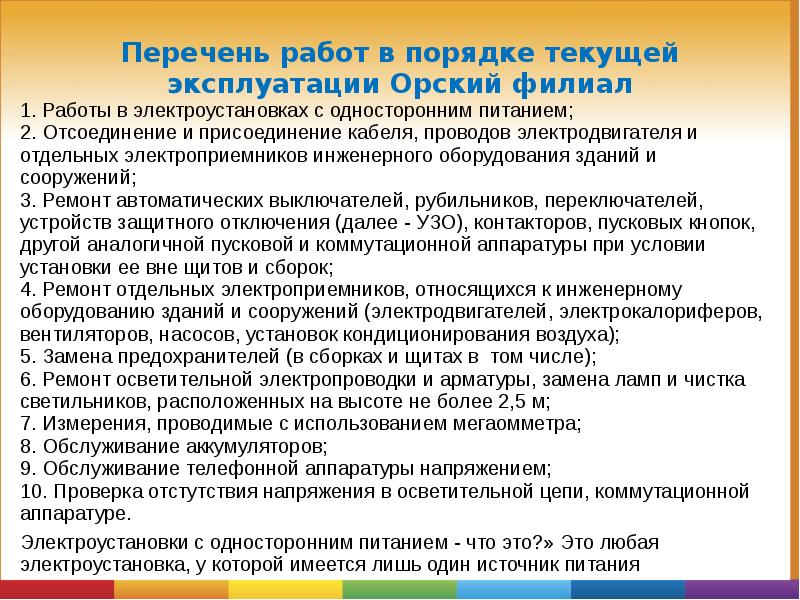 Перечень работ в порядке текущей
эксплуатации Орский филиал
1. Работы в электроустановках с односторонним питанием;
2. Отсоединение и присоединение кабеля, проводов электродвигателя и
отдельных электроприемников инженерного оборудования зданий и
сооружений;
3. Ремонт автоматических выключателей, рубильников, переключателей,
устройств защитного отключения (далее - УЗО), контакторов, пусковых кнопок,
другой аналогичной пусковой и коммутационной аппаратуры при условии
установки ее вне щитов и сборок;
4. Ремонт отдельных электроприемников, относящихся к инженерному
оборудованию зданий и сооружений (электродвигателей, электрокалориферов,
вентиляторов, насосов, установок кондиционирования воздуха);
5. Замена предохранителей (в сборках и щитах в  том числе);
6. Ремонт осветительной электропроводки и арматуры, замена ламп и чистка
светильников, расположенных на высоте не более 2,5 м;
7. Измерения, проводимые с использованием мегаомметра;
8. Обслуживание аккумуляторов;
9. Обслуживание телефонной аппаратуры напряжением;
10. Проверка отстутствия напряжения в осветительной цепи, коммутационной
аппаратуре.
Электроустановки с односторонним питанием - что это?» Это любая
электроустановка, у которой имеется лишь один источник питания